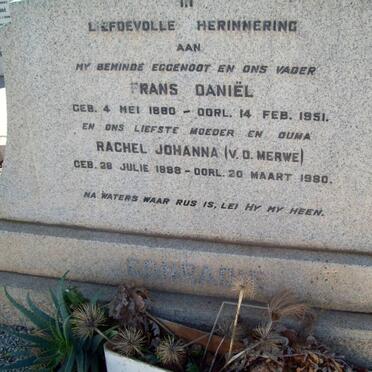 IN
LIEFDEVOLLE HERINNERING
AAN
MY BEMINDE EGGENOOT EN ONS VADER
FRANS DANIËL
GEB. 4 MEI 1880 - OORL. 14 FEB. 1951.
EN ONS LIEFSTE MOEDER EN OUMA
RACHEL JOHANNA (V. D. MERWE)
GEB. 28 JULIE 1888 - OORL. 20 MAART 1980.
NA WATERS WAAR RUS IS, LEI HY MY HEEN.